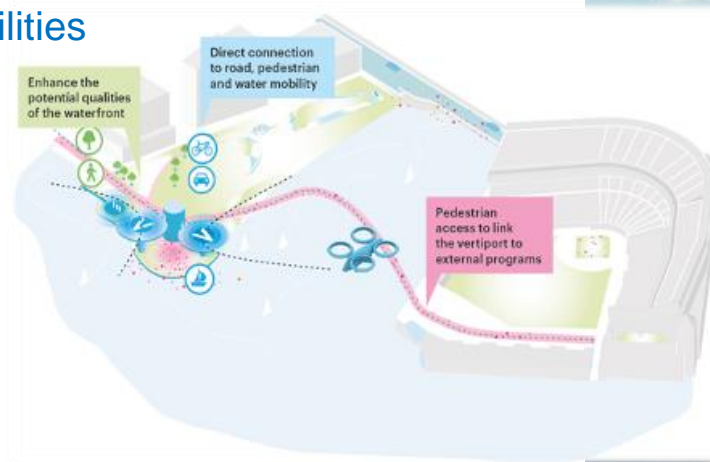 ilities
Direct connection
to road, pedestrian
and water mobility
Enhance the
potential qualities
of the waterfront
Pedestrian
access to link
the vertiport to
external programs